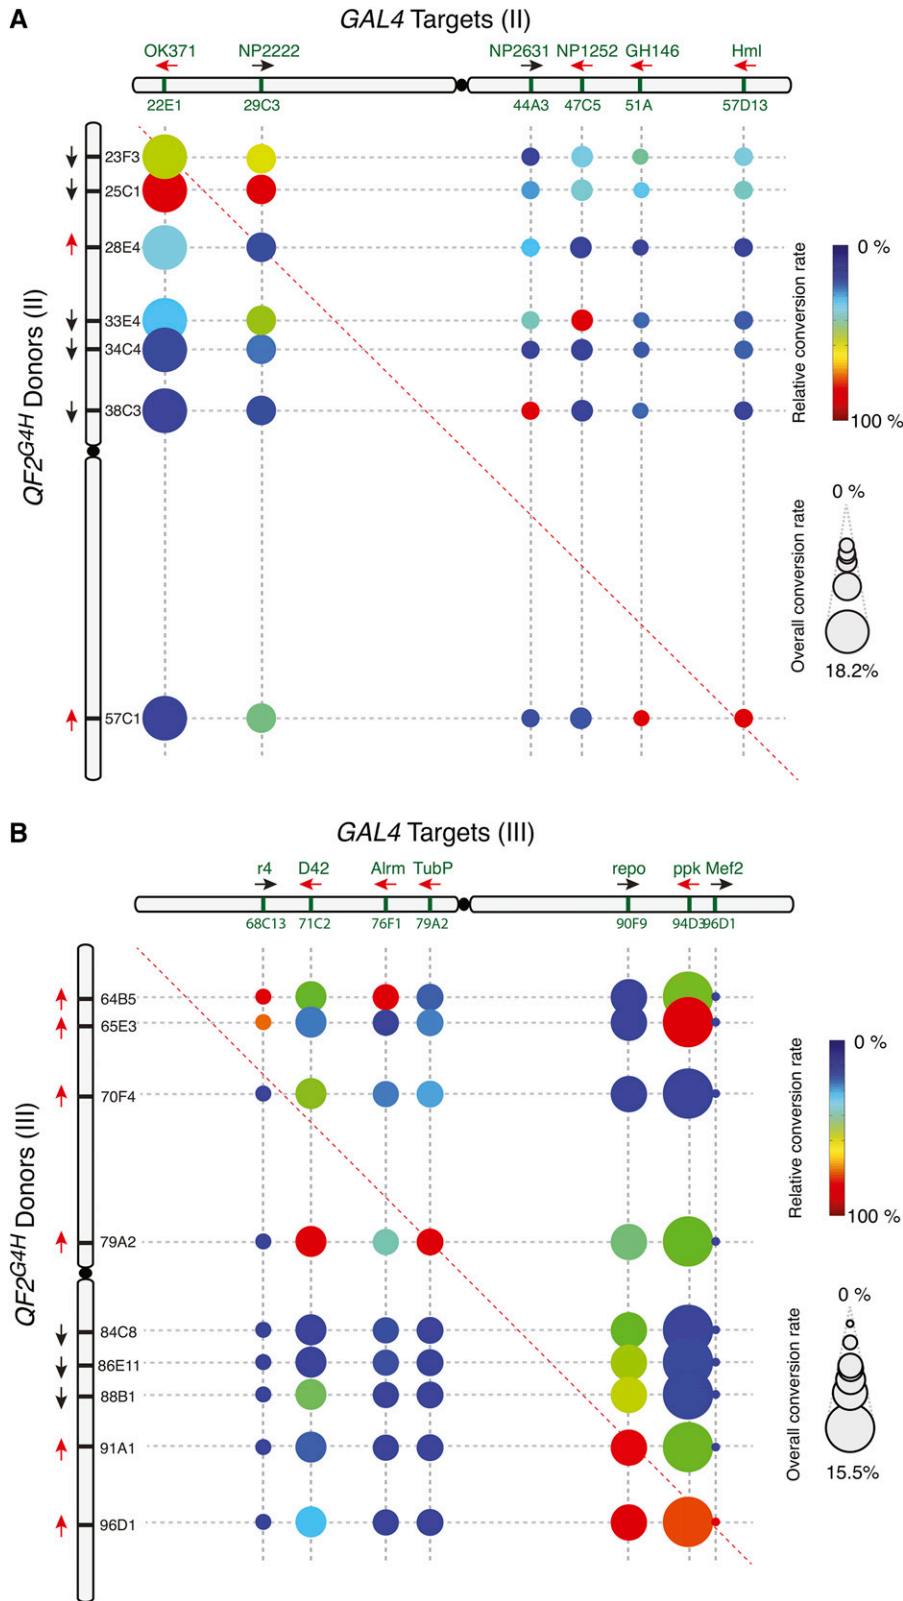 A
GAL4 Targets (II)
OK371 NP2222 NP2631 NP1252 GH146 Hml
22E1 29C3 44A3 47C5 51A 57D13
QF2G4H Donors (II)
23F3
25C1
28E4
33E4
34C4
38C3
57C1
Relative conversion rate
0 %
100 %
Overall conversion rate
0 %
18.2%
B
GAL4 Targets (III)
r4 D42 Alrm TubP repo ppk Mef2
68C13 71C2 76F1 79A2 90F9 94D3 96D1
QF2G4H Donors (III)
64B5
65E3
70F4
79A2
84C8
86E11
88B1
91A1
96D1
Relative conversion rate
0 %
100 %
Overall conversion rate
0 %
15.5%